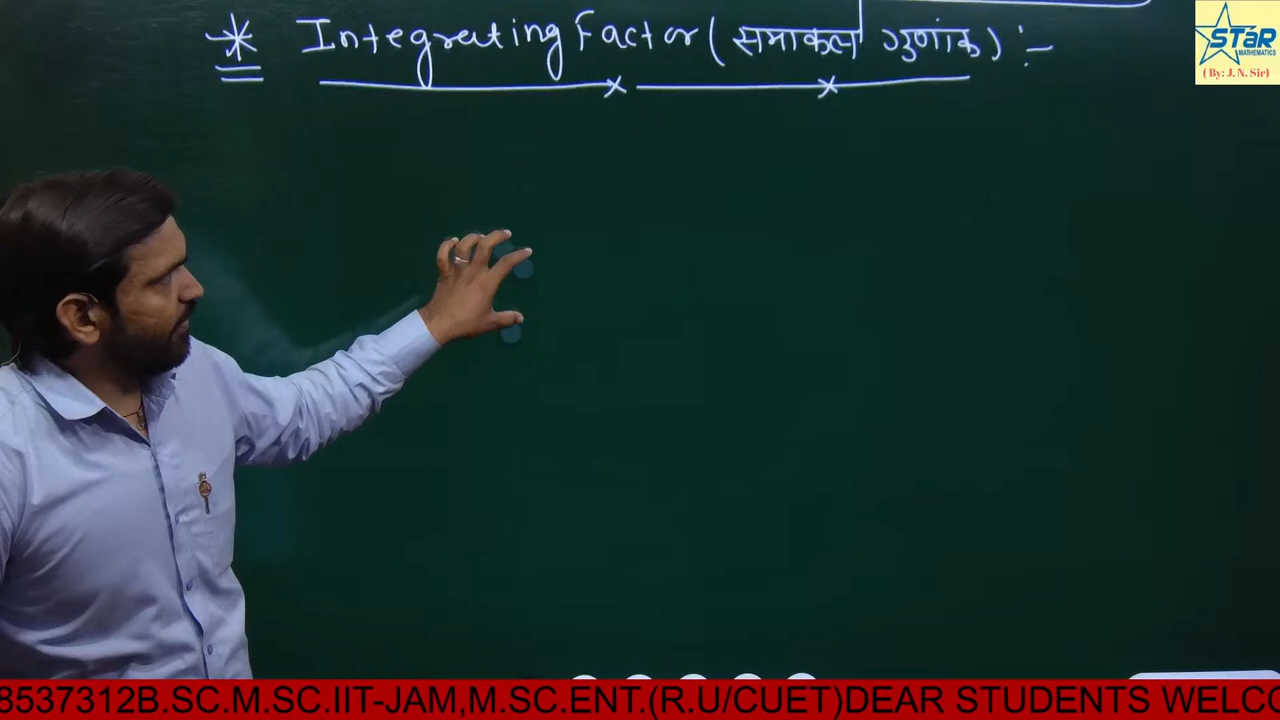 * Integrating Factor (समाकल गुणांक) :-
STAR
MATHEMATICS
( By: J. N. Sir)
8537312B.SC.M.SC.IIT-JAM,M.SC.ENT.(R.U/CUET)DEAR STUDENTS WELCO